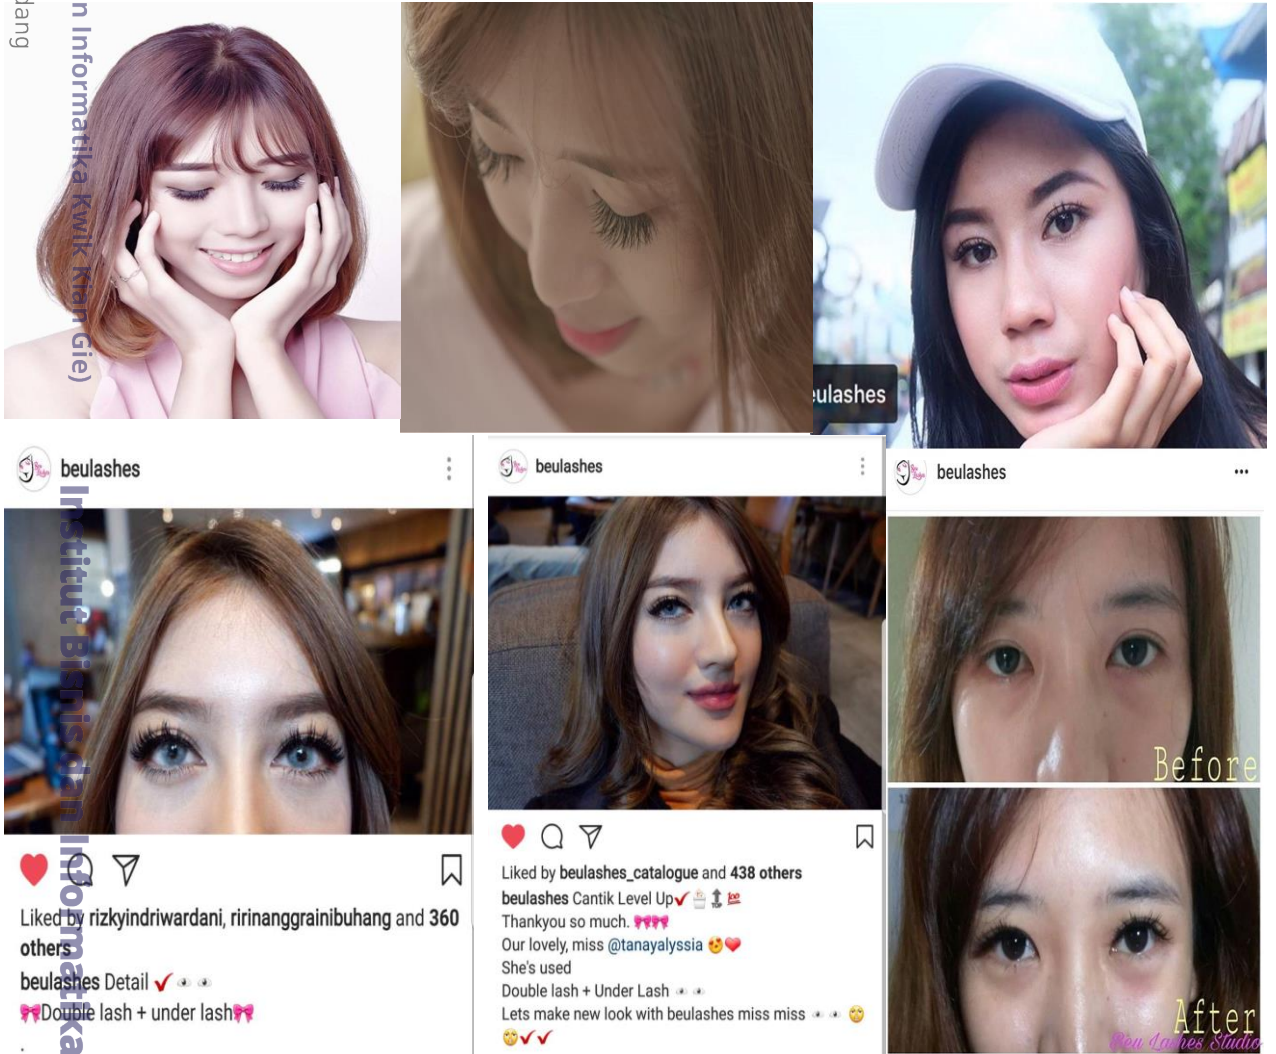 dang
n Informatika Kwik Kian Gie)
eulashes
beulashes
Institut Bisnis dan Informatika
Liked by rizkyindriwardani, ririnanggrainibuhang and 360
others
beulashes Detail ✔️ 👁️ 👁️
🎀Double lash + under lash🎀
.
beulashes
Liked by beulashes_catalogue and 438 others
beulashes Cantik Level Up✔️ 🔝 💯
Thankyou so much. 🎀🎀
Our lovely, miss @tanayalyssia 😍❤️
She's used
Double lash + Under Lash 👁️ 👁️
Lets make new look with beulashes miss miss 👁️ 👁️ 🙄
🙄✔️✔️
beulashes
Before
After
Beu Lashes Studio